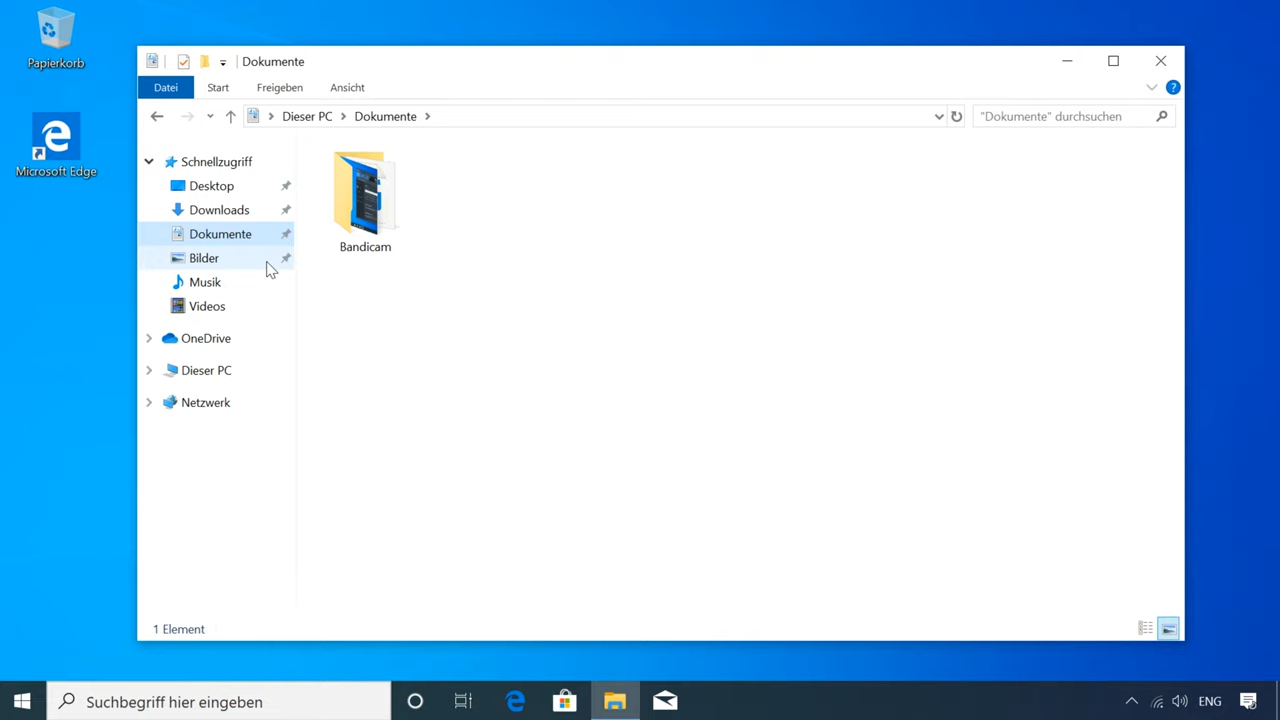 Papierkorb
Microsoft Edge
Dokumente
Datei Start Freigeben Ansicht
Dieser PC Dokumente
"Dokumente" durchsuchen
Schnellzugriff
Desktop
Downloads
Dokumente
Bilder
Musik
Videos
OneDrive
Dieser PC
Netzwerk
Bandicam
1 Element
Suchbegriff hier eingeben
ENG